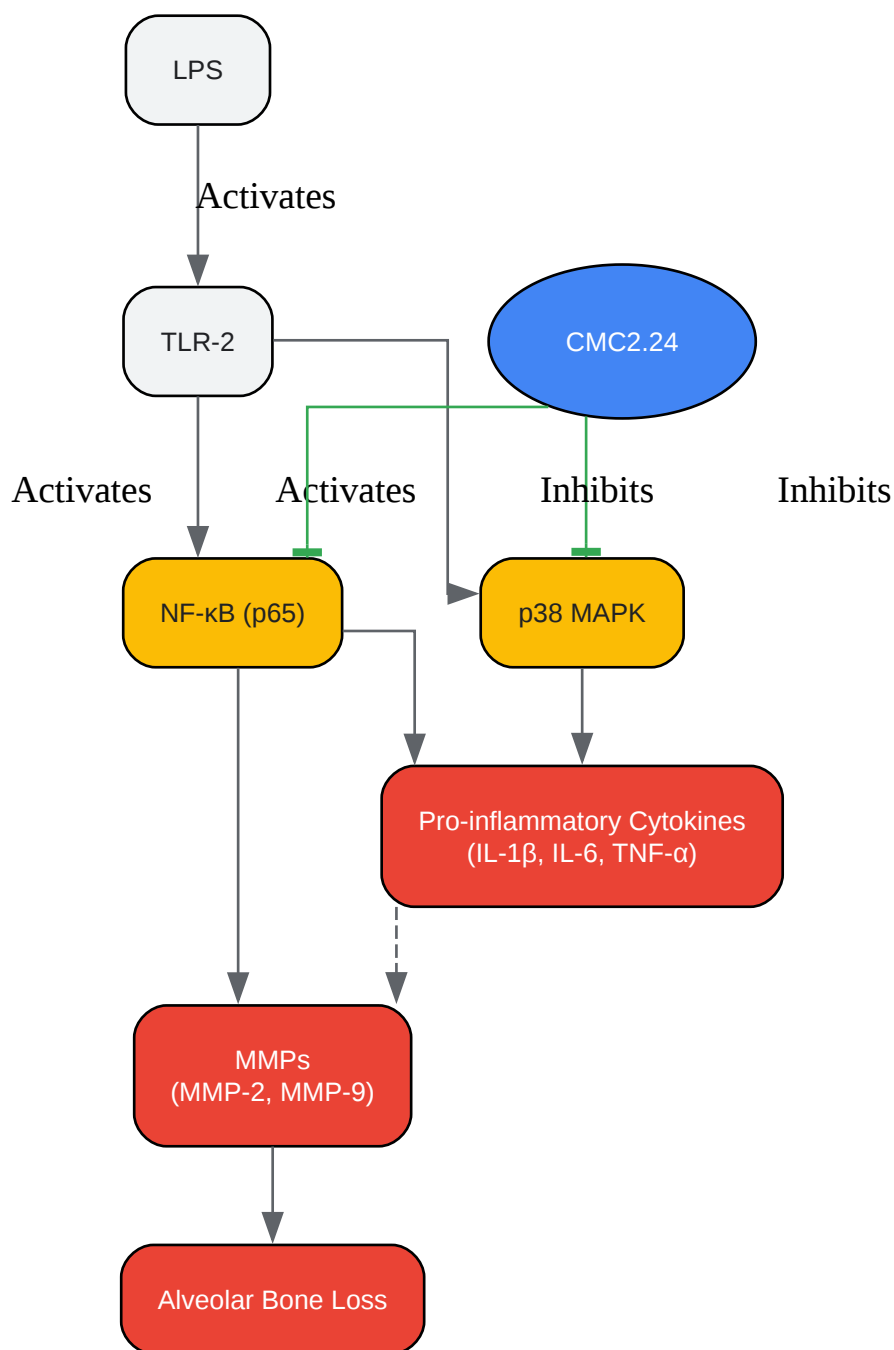 LPS
Activates
TLR-2
CMC2.24
Activates
Activates
Inhibits
Inhibits
NF-κB (p65)
p38 MAPK
Pro-inflammatory Cytokines
(IL-1β, IL-6, TNF-α)
MMPs
(MMP-2, MMP-9)
Alveolar Bone Loss